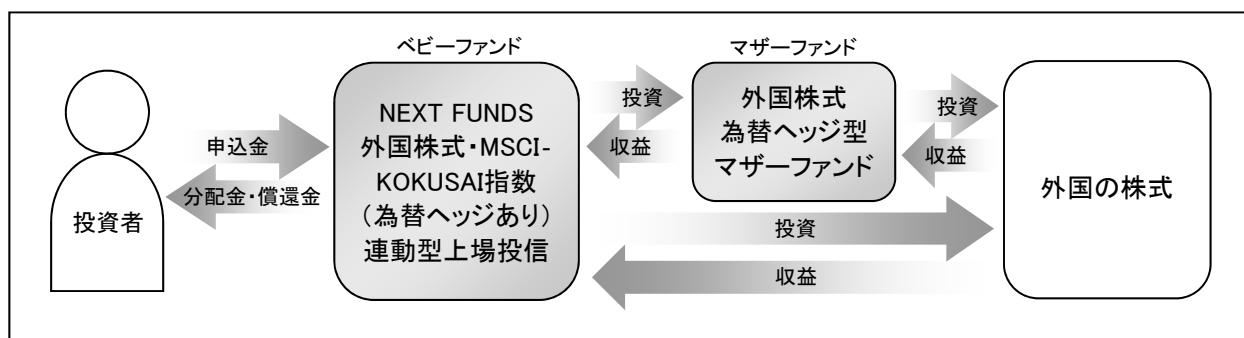 ベビーファンド
マザーファンド
投資者
申込金
分配金・償還金
NEXT FUNDS
外国株式・MSCI-
KOKUSAI指数
(為替ヘッジあり)
連動型上場投信
投資
収益
外国株式
為替ヘッジ型
マザーファンド
投資
収益
投資
収益
外国の株式